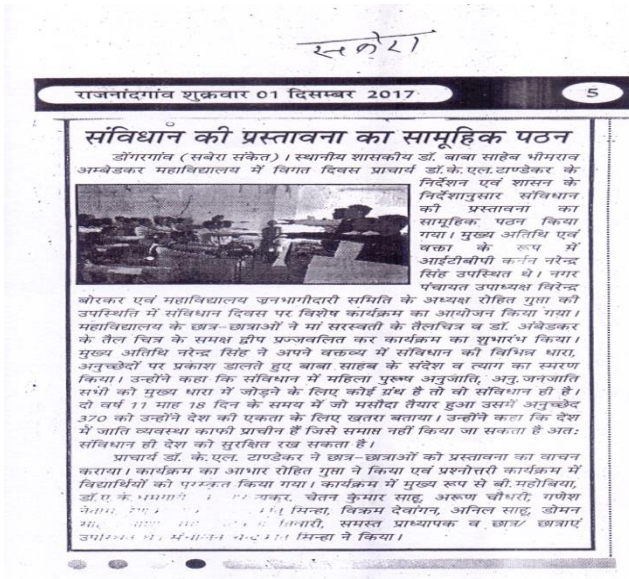 सबेरा
राजनांदगांव शुक्रवार 01 दिसम्बर 2017 5
संविधान की प्रस्तावना का सामूहिक पठन
डोंगरगांव (सबेरा संकेत)। स्थानीय शासकीय डॉ. बाबा साहेब भीमराव
अम्बेडकर महाविद्यालय में विगत दिवस प्राचार्य डॉ.के.एल.टाण्डेकर के
निर्देशन एवं शासन के
निर्देशानुसार संविधान
की प्रस्तावना का
सामूहिक पठन किया
गया। मुख्य अतिथि एवं
वक्ता के रूप में
आईटीबीपी कर्नन नरेन्द्र
सिंह उपस्थित थे। नगर
पंचायत उपाध्यक्ष विरेन्द्र
बोरकर एवं महाविद्यालय जनभागीदारी समिति के अध्यक्ष रोहित गुप्ता की
उपस्थिति में संविधान दिवस पर विशेष कार्यक्रम का आयोजन किया गया।
महाविद्यालय के छात्र-छात्राओं ने मां सरस्वती के तैलचित्र व डॉ. अंबेडकर
के तैल चित्र के समक्ष द्वीप प्रज्जवलित कर कार्यक्रम का शुभारंभ किया।
मुख्य अतिथि नरेन्द्र सिंह ने अपने वक्तव्य में संविधान की विभिन्न धारा,
अनुच्छेदों पर प्रकाश डालते हुए बाबा साहब के संदेश व त्याग का स्मरण
किया। उन्होंने कहा कि संविधान में महिला पुरूष अनुजाति, अनु.जनजाति
सभी को मुख्य धारा में जोड़ने के लिए कोई ग्रंथ है तो वो संविधान ही है।
दो वर्ष 11 माह 18 दिन के समय में जो मसौदा तैयार हुआ उसमें अनुच्छेद
370 को उन्होंने देश की एकता के लिए खतरा बताया। उन्होंने कहा कि देश
में जाति व्यवस्था काफी प्राचीन हैं जिसे समाप्त नहीं किया जा सकता है अतः
संविधान ही देश को सुरक्षित रख सकता है।
प्राचार्य डॉ. के.एल. टाण्डेकर ने छात्र-छात्राओं को प्रस्तावना का वाचन
कराया। कार्यक्रम का आभार रोहित गुप्ता ने किया एवं प्रश्नोत्तरी कार्यक्रम में
विद्यार्थियों को पुरस्कृत किया गया। कार्यक्रम में मुख्य रूप से बी.महोबिया,
डॉ.ए.के. चेतन कुमार साहू, अरूण चौधरी, गणेश
नेताम, सिन्हा, विक्रम देवांगन, अनिल साहू, डोमन
तिवारी, समस्त प्राध्यापक व छात्र/ छात्राएं
उपस्थित थे। संचालन सिन्हा ने किया।